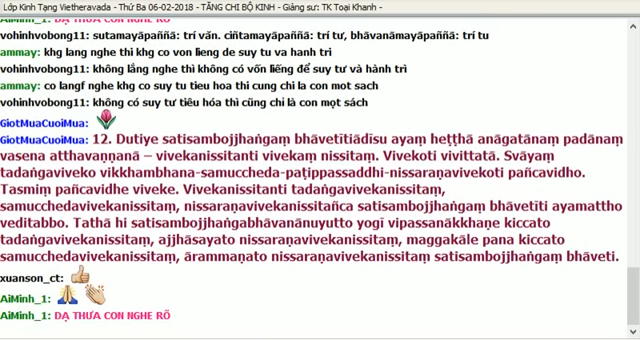 Lớp Kinh Tạng Vietheravada - Thứ Ba 06-02-2018 - TĂNG CHI BỘ KINH - Giảng sư: TK Toại Khanh -
AiMinh_1: DẠ THƯA CON NGHE RÕ
vohinhvobong11: sutamayāpaññā: trí văn. ciñtamayāpaññā: trí tư, bhāvanāmayāpaññā: trí tu
ammay: khg lang nghe thi khg co von lieng de suy tu va hanh tri
vohinhvobong11: không lắng nghe thì không có vốn liếng để suy tư và hành trì
ammay: co langf nghe khg co suy tu tieu hoa thi cung chi la con mot sach
vohinhvobong11: không có suy tư tiêu hóa thì cũng chỉ là con mọt sách
GiotMuaCuoiMua:
GiotMuaCuoiMua: 12. Dutiye satisambojjhaṅgaṃ bhāvetītiādīsu ayaṃ heṭṭhā anāgatānaṃ padānaṃ
vasena atthavaṇṇanā – vivekanissitanti vivekaṃ nissitaṃ. Vivekoti vivittatā. Svāyaṃ
tadaṅgaviveko vikkhambhana-samuccheda-paṭippassaddhi-nissaraṇavivekoti pañcavidho.
Tasmiṃ pañcavidhe viveke. Vivekanissitanti tadaṅgavivekanissitaṃ,
samucchedavivekanissitaṃ, nissaraṇavivekanissitañca satisambojjhaṅgaṃ bhāvetīti ayamattho
veditabbo. Tathā hi satisambojjhaṅgabhāvanānuyutto yogī vipassanākkhaṇe kiccato
tadaṅgavivekanissitaṃ, ajjhāsayato nissaraṇavivekanissitaṃ, maggakāle pana kiccato
samucchedavivekanissitaṃ, ārammaṇato nissaraṇavivekanissitaṃ satisambojjhaṅgaṃ bhāveti.
xuanson_ct:
AiMinh_1:
AiMinh_1: DẠ THƯA CON NGHE RÕ